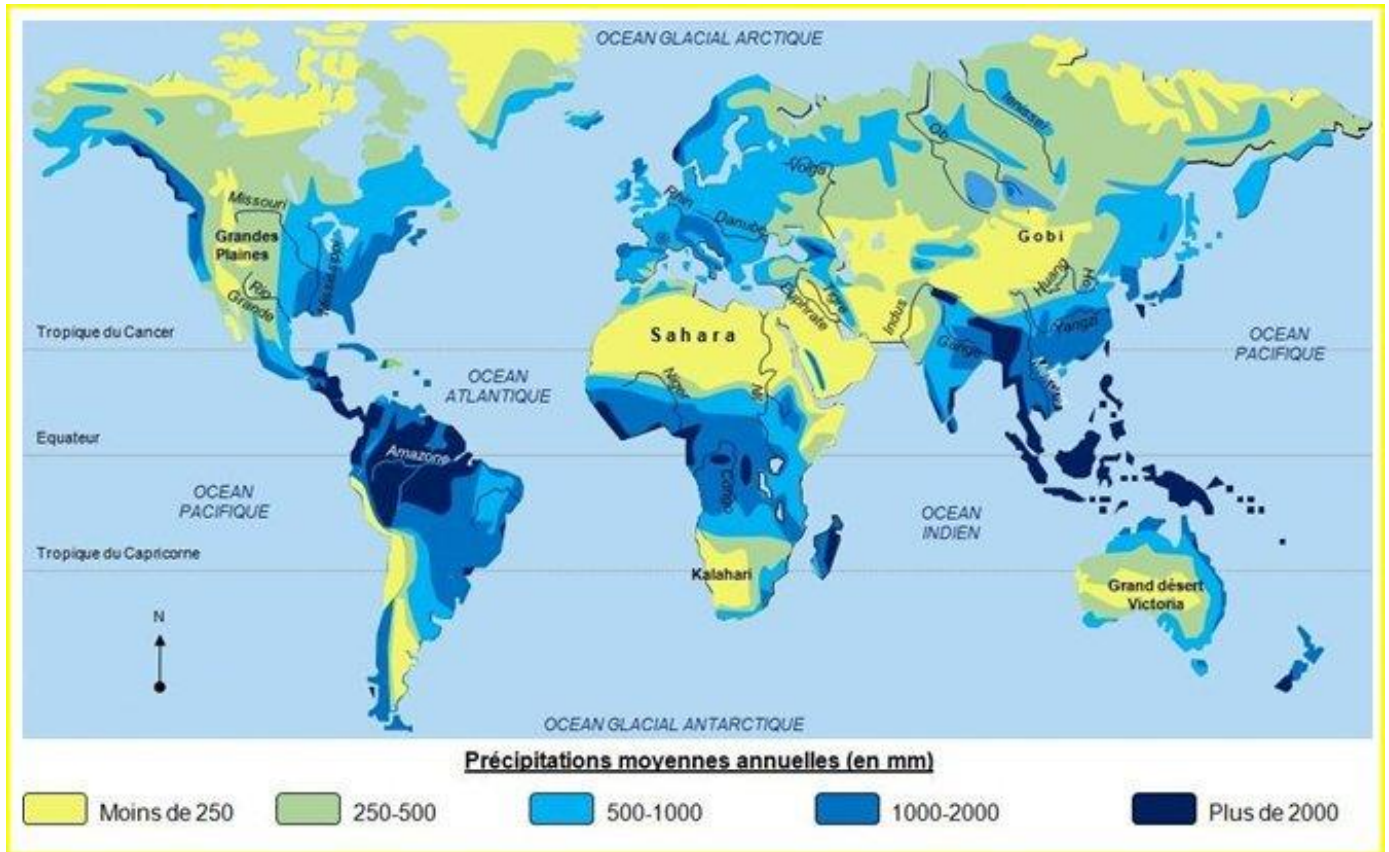 OCEAN GLACIAL ARCTIQUE
Ienisseï
Ob
Volga
Rhin
Danube
Missouri
Grandes
Plaines
Mississippi
Rio
Grande
Gobi
Huang
He
Tigre
Euphrate
Indus
Yangzi
Gange
Mékong
Sahara
Tropique du Cancer
OCEAN
PACIFIQUE
OCEAN
ATLANTIQUE
Niger
Nil
Equateur
Amazone
Congo
OCEAN
PACIFIQUE
OCEAN
INDIEN
Tropique du Capricorne
Kalahari
Grand désert
Victoria
N
OCEAN GLACIAL ANTARCTIQUE
Précipitations moyennes annuelles (en mm)
Moins de 250
250-500
500-1000
1000-2000
Plus de 2000